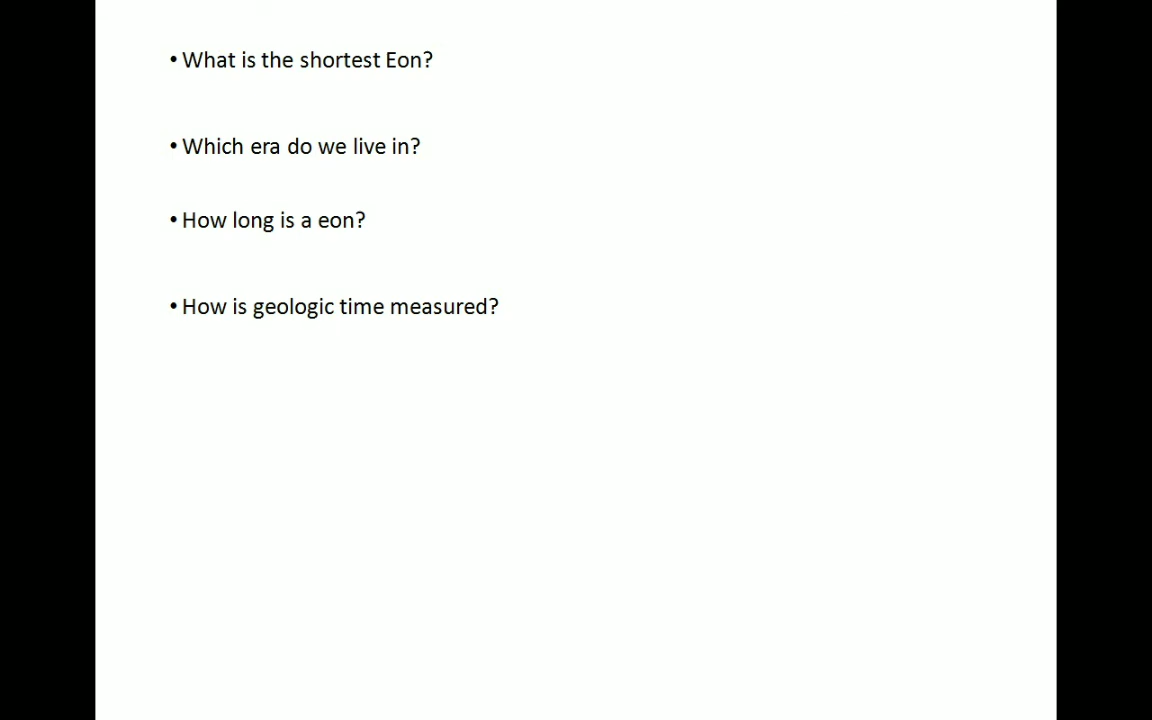 • What is the shortest Eon?
• Which era do we live in?
• How long is a eon?
• How is geologic time measured?